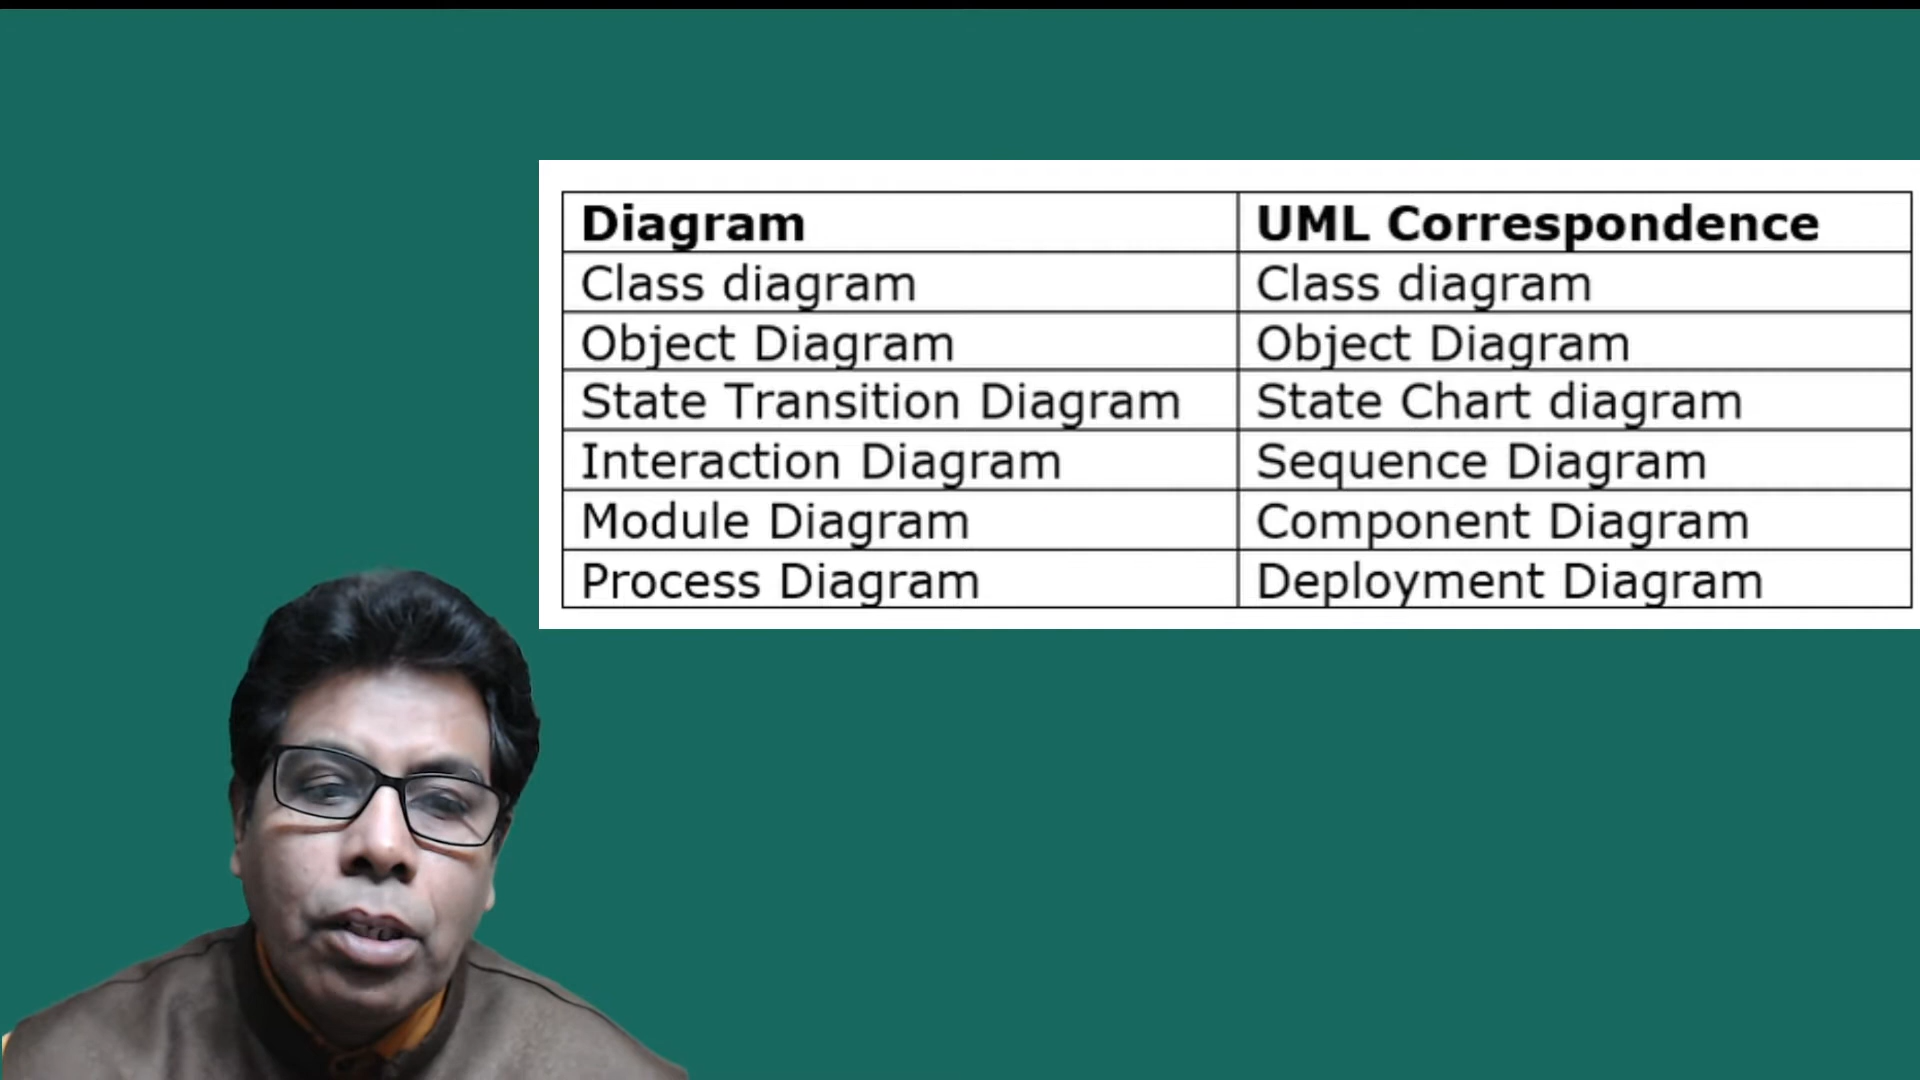 Diagram UML Correspondence
Class diagram Class diagram
Object Diagram Object Diagram
State Transition Diagram State Chart diagram
Interaction Diagram Sequence Diagram
Module Diagram Component Diagram
Process Diagram Deployment Diagram